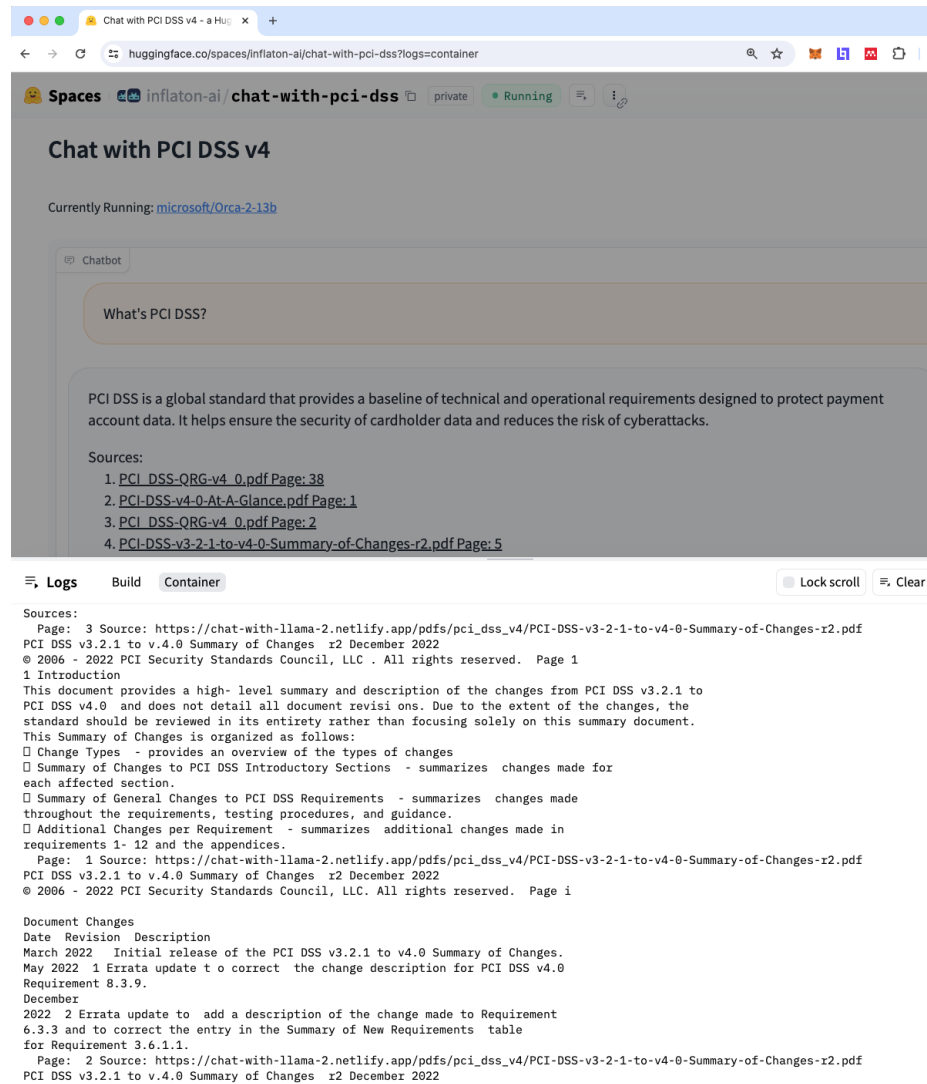 Chat with PCI DSS v4 - a Hug
huggingface.co/spaces/inflaton-ai/chat-with-pci-dss?logs=container
Spaces inflaton-ai/chat-with-pci-dss private Running
Chat with PCI DSS v4
Currently Running: microsoft/Orca-2-13b
Chatbot
What's PCI DSS?
PCI DSS is a global standard that provides a baseline of technical and operational requirements designed to protect payment
account data. It helps ensure the security of cardholder data and reduces the risk of cyberattacks.
Sources:
1. PCI_DSS-QRG-v4_0.pdf Page: 38
2. PCI-DSS-v4-0-At-A-Glance.pdf Page: 1
3. PCI_DSS-QRG-v4_0.pdf Page: 2
4. PCI-DSS-v3-2-1-to-v4-0-Summary-of-Changes-r2.pdf Page: 5
Logs Build Container Lock scroll Clear
Sources:
Page: 3 Source: https://chat-with-llama-2.netlify.app/pdfs/pci_dss_v4/PCI-DSS-v3-2-1-to-v4-0-Summary-of-Changes-r2.pdf
PCI DSS v3.2.1 to v.4.0 Summary of Changes  r2 December 2022
© 2006 - 2022 PCI Security Standards Council, LLC . All rights reserved.  Page 1
1 Introduction
This document provides a high- level summary and description of the changes from PCI DSS v3.2.1 to
PCI DSS v4.0  and does not detail all document revisi ons. Due to the extent of the changes, the
standard should be reviewed in its entirety rather than focusing solely on this summary document.
This Summary of Changes is organized as follows:
▯ Change Types  - provides an overview of the types of changes
▯ Summary of Changes to PCI DSS Introductory Sections  - summarizes  changes made for
each affected section.
▯ Summary of General Changes to PCI DSS Requirements  - summarizes  changes made
throughout the requirements, testing procedures, and guidance.
▯ Additional Changes per Requirement  - summarizes  additional changes made in
requirements 1- 12 and the appendices.
Page:  1 Source: https://chat-with-llama-2.netlify.app/pdfs/pci_dss_v4/PCI-DSS-v3-2-1-to-v4-0-Summary-of-Changes-r2.pdf
PCI DSS v3.2.1 to v.4.0 Summary of Changes  r2 December 2022
© 2006 - 2022 PCI Security Standards Council, LLC. All rights reserved.  Page i
Document Changes
Date  Revision  Description
March 2022   Initial release of the PCI DSS v3.2.1 to v4.0 Summary of Changes.
May 2022  1 Errata update t o correct  the change description for PCI DSS v4.0
Requirement 8.3.9.
December
2022  2 Errata update to  add a description of the change made to Requirement
6.3.3 and to correct the entry in the Summary of New Requirements  table
for Requirement 3.6.1.1.
Page:  2 Source: https://chat-with-llama-2.netlify.app/pdfs/pci_dss_v4/PCI-DSS-v3-2-1-to-v4-0-Summary-of-Changes-r2.pdf
PCI DSS v3.2.1 to v.4.0 Summary of Changes  r2 December 2022